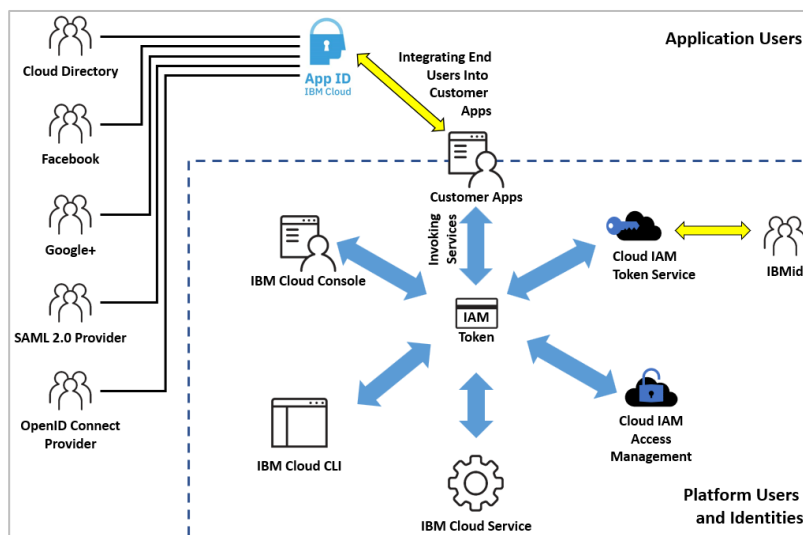 Cloud Directory
App ID
IBM Cloud
Integrating End
Users Into
Customer
Apps
Application Users
Facebook
Google+
SAML 2.0 Provider
OpenID Connect
Provider
Customer Apps
Invoking
Services
IBM Cloud Console
Cloud IAM
Token Service
IBMid
IAM
Token
IBM Cloud CLI
IBM Cloud Service
Cloud IAM
Access
Management
Platform Users
and Identities